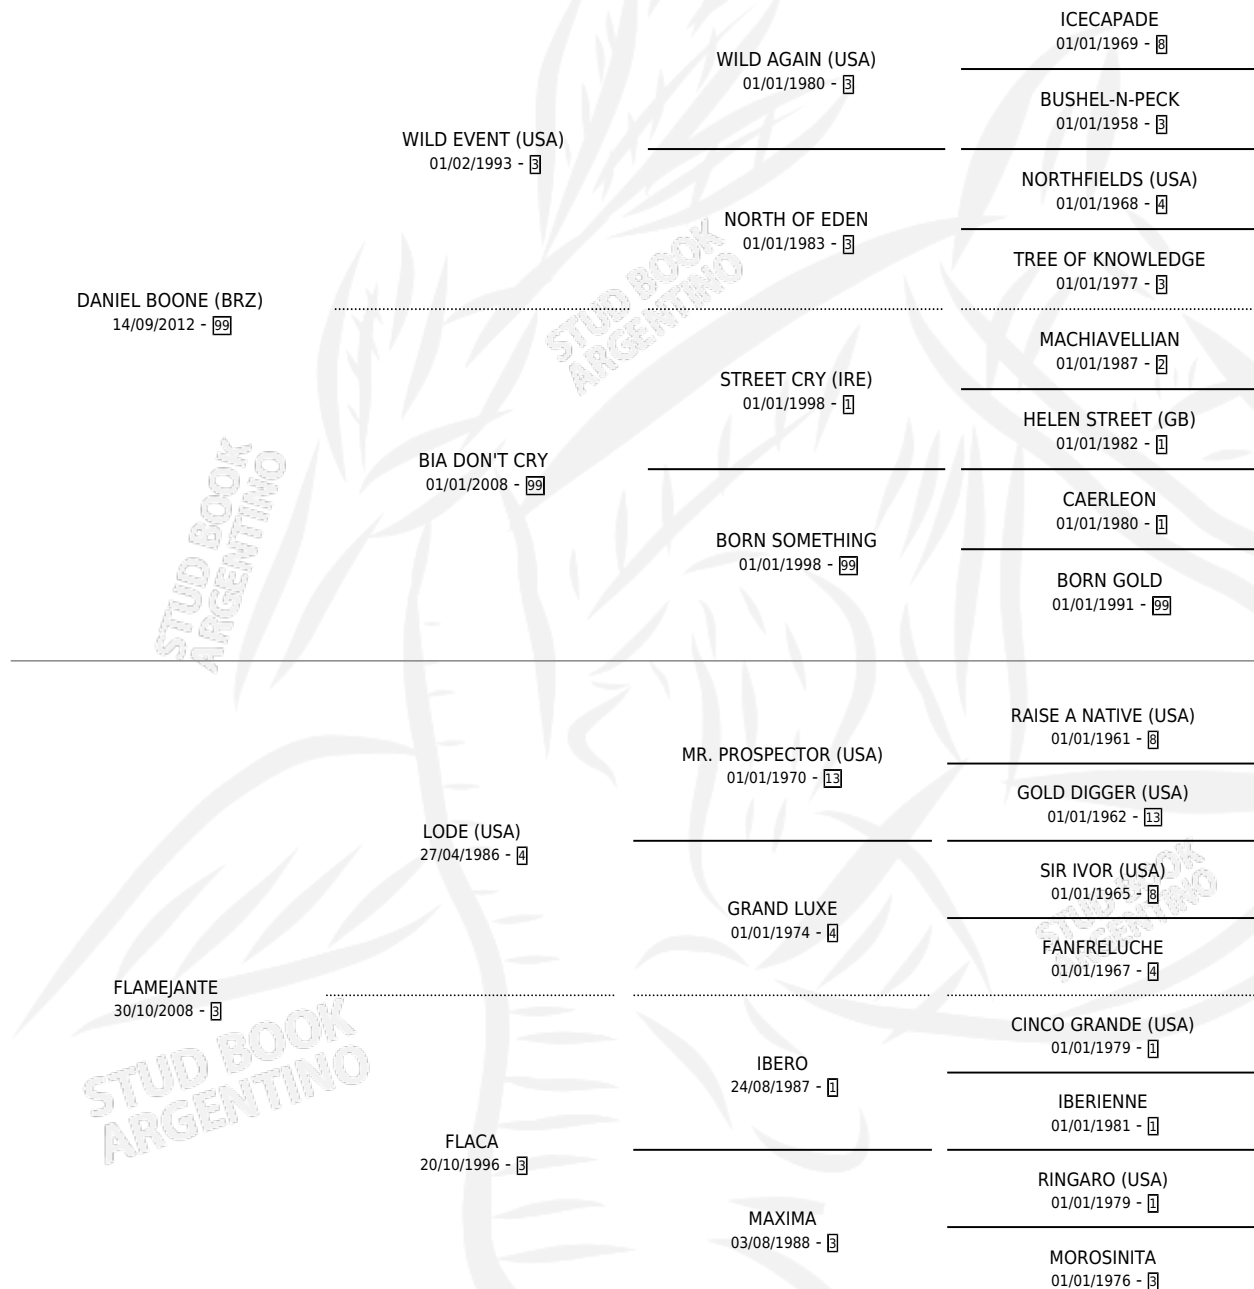 ICECAPADE
01/01/1969 - 8
WILD AGAIN (USA)
01/01/1980 - 3
BUSHEL-N-PECK
01/01/1958 - 3
WILD EVENT (USA)
01/02/1993 - 3
NORTHFIELDS (USA)
01/01/1968 - 4
NORTH OF EDEN
01/01/1983 - 3
TREE OF KNOWLEDGE
01/01/1977 - 3
DANIEL BOONE (BRZ)
14/09/2012 - 99
STUD BOOK
ARGENTINO
MACHIAVELLIAN
01/01/1987 - 2
STREET CRY (IRE)
01/01/1998 - 1
HELEN STREET (GB)
01/01/1982 - 1
BIA DON'T CRY
01/01/2008 - 99
CAERLEON
01/01/1980 - 1
BORN SOMETHING
01/01/1998 - 99
BORN GOLD
01/01/1991 - 99
STUD BOOK
ARGENTINO
RAISE A NATIVE (USA)
01/01/1961 - 8
MR. PROSPECTOR (USA)
01/01/1970 - 13
GOLD DIGGER (USA)
01/01/1962 - 13
LODE (USA)
27/04/1986 - 4
SIR IVOR (USA)
01/01/1965 - 8
GRAND LUXE
01/01/1974 - 4
FANFRELUCHE
01/01/1967 - 4
STUD BOOK
ARGENTINO
FLAMEJANTE
30/10/2008 - 3
CINCO GRANDE (USA)
01/01/1979 - 1
IBERO
24/08/1987 - 1
IBERIENNE
01/01/1981 - 1
STUD BOOK
ARGENTINO
FLACA
20/10/1996 - 3
RINGARO (USA)
01/01/1979 - 1
MAXIMA
03/08/1988 - 3
MOROSINITA
01/01/1976 - 3